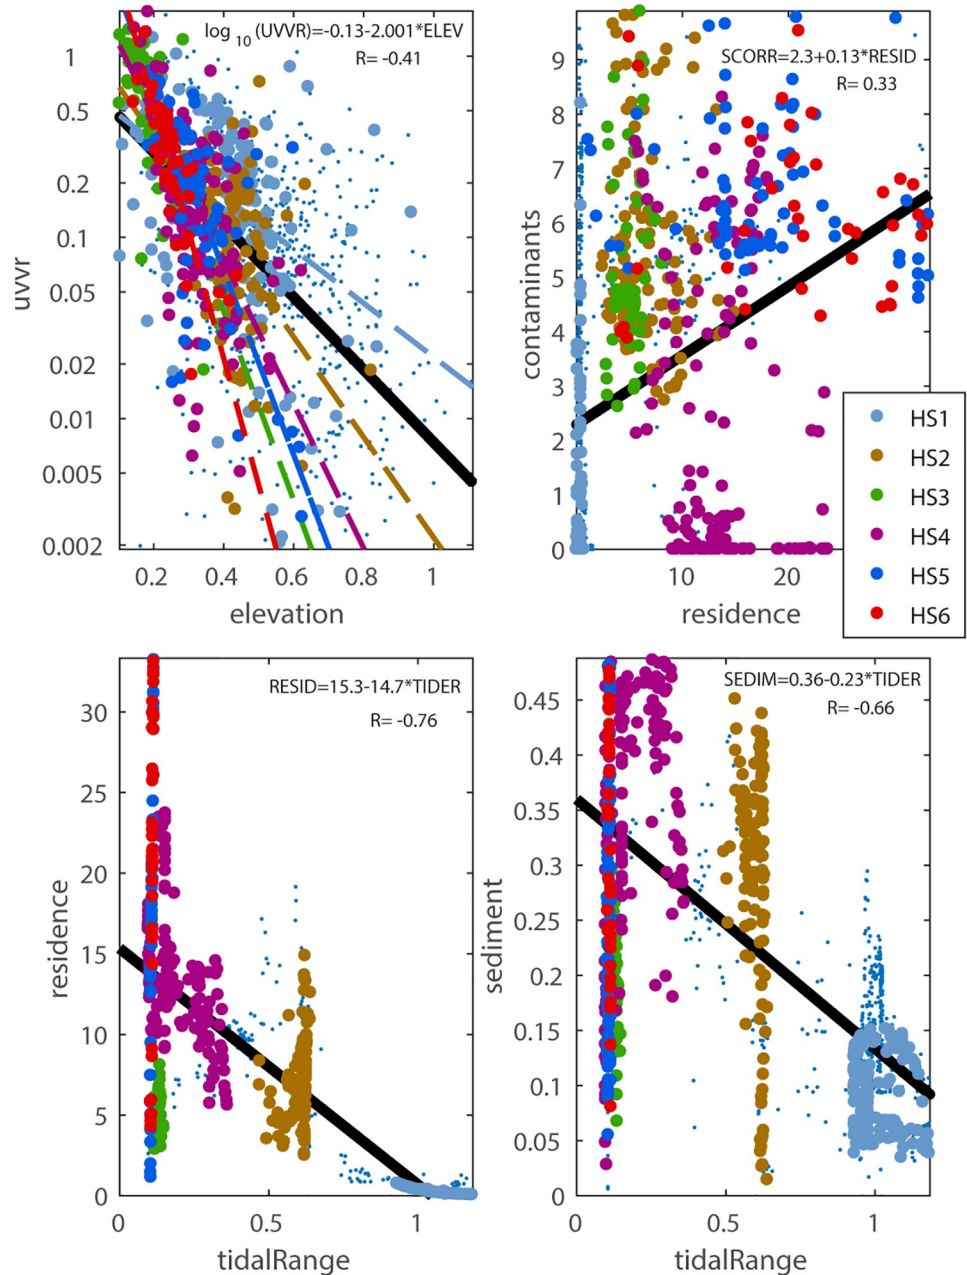 log 10 (UVVR)=-0.13-2.001*ELEV
R= -0.41
1
0.5
0.2
0.1
0.05
0.02
0.01
0.005
0.002
uvvr
0.2
0.4
0.6
0.8
1
elevation
SCORR=2.3+0.13*RESID
R= 0.33
9
8
7
6
5
4
3
2
1
0
contaminants
10
20
residence
HS1
HS2
HS3
HS4
HS5
HS6
RESID=15.3-14.7*TIDER
R= -0.76
30
25
20
15
10
5
0
residence
0
0.5
1
tidalRange
SEDIM=0.36-0.23*TIDER
R= -0.66
0.45
0.4
0.35
0.3
0.25
0.2
0.15
0.1
0.05
0
sediment
0
0.5
1
tidalRange